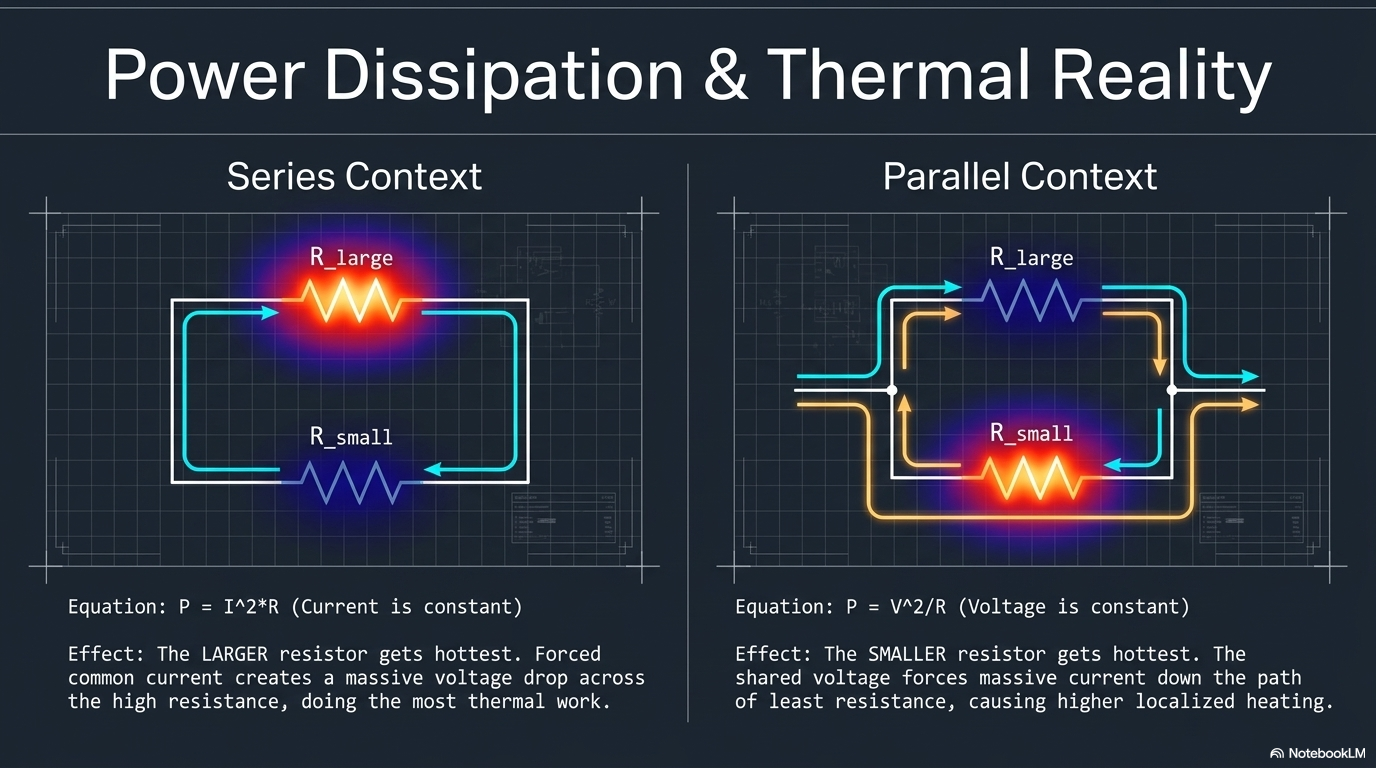 Power Dissipation & Thermal Reality
Series Context
R_large
R_small
Equation: P = I^2*R (Current is constant)
Effect: The LARGER resistor gets hottest. Forced
common current creates a massive voltage drop across
the high resistance, doing the most thermal work.
Parallel Context
R_large
R_small
Equation: P = V^2/R (Voltage is constant)
Effect: The SMALLER resistor gets hottest. The
shared voltage forces massive current down the path
of least resistance, causing higher localized heating.
NotebookLM